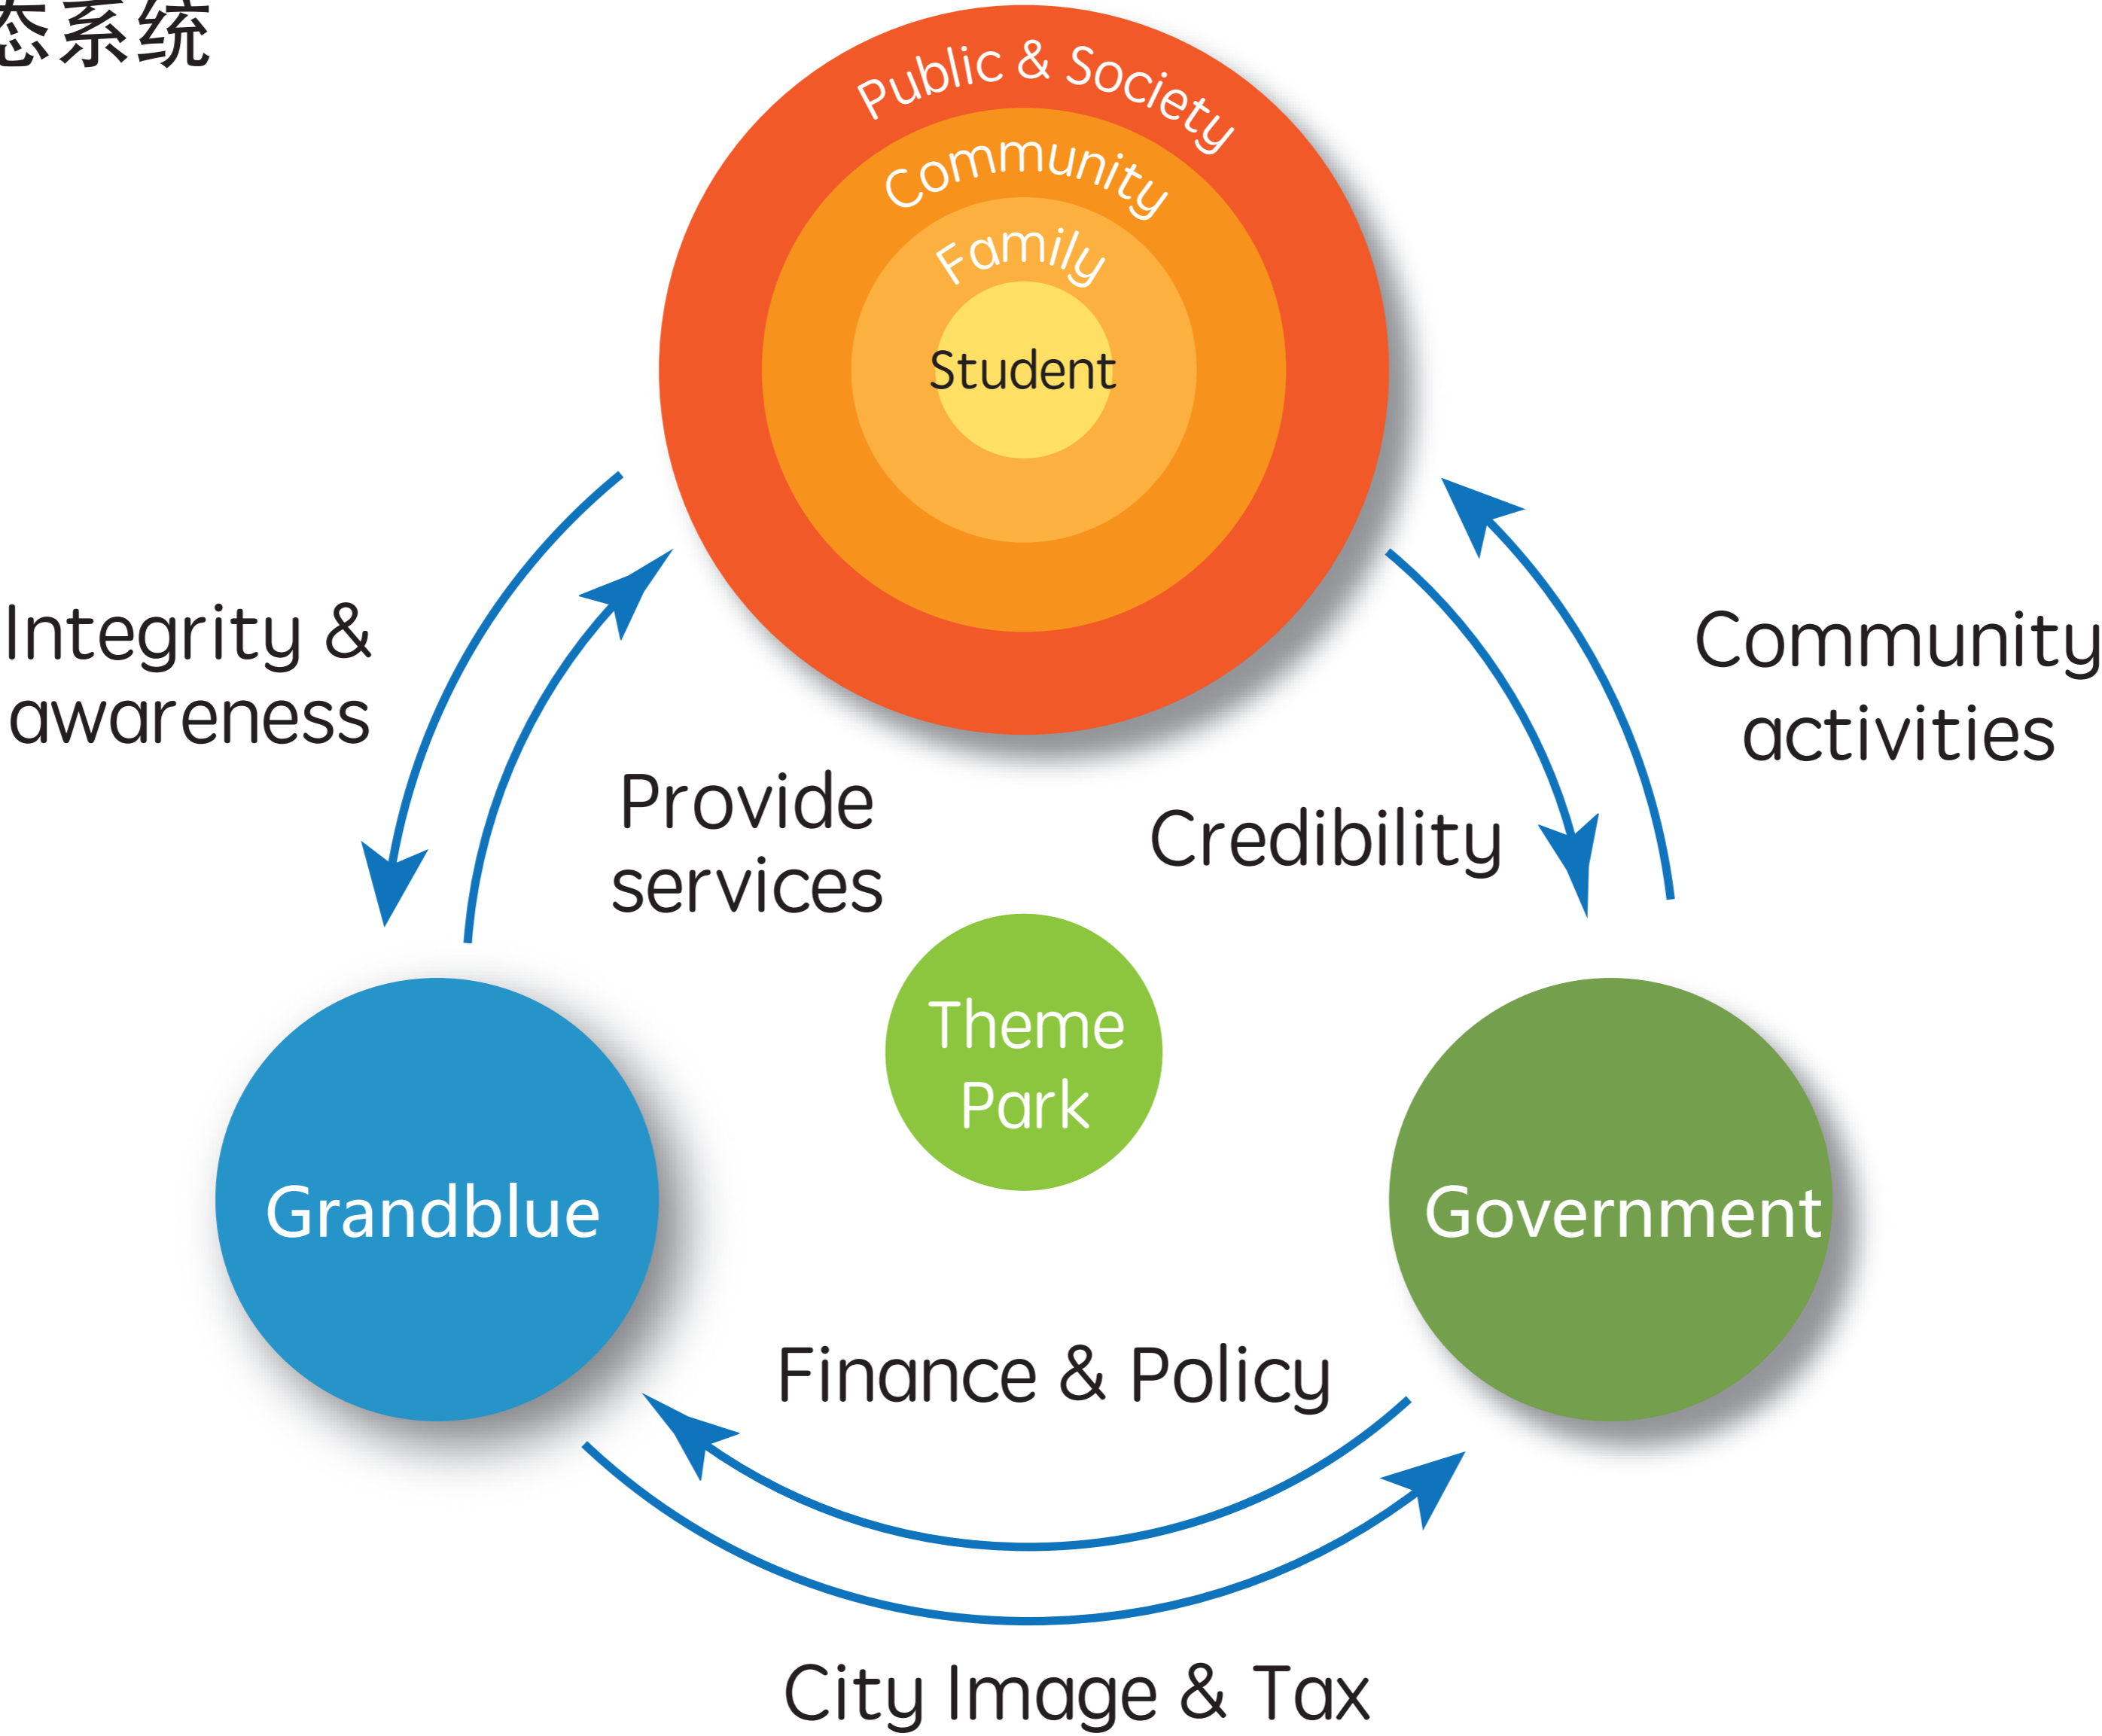 态系统
Public & Society
Community
Family
Student
Integrity &
awareness
Community
activities
Provide
services
Credibility
Theme
Park
Grandblue
Government
Finance & Policy
City Image & Tax